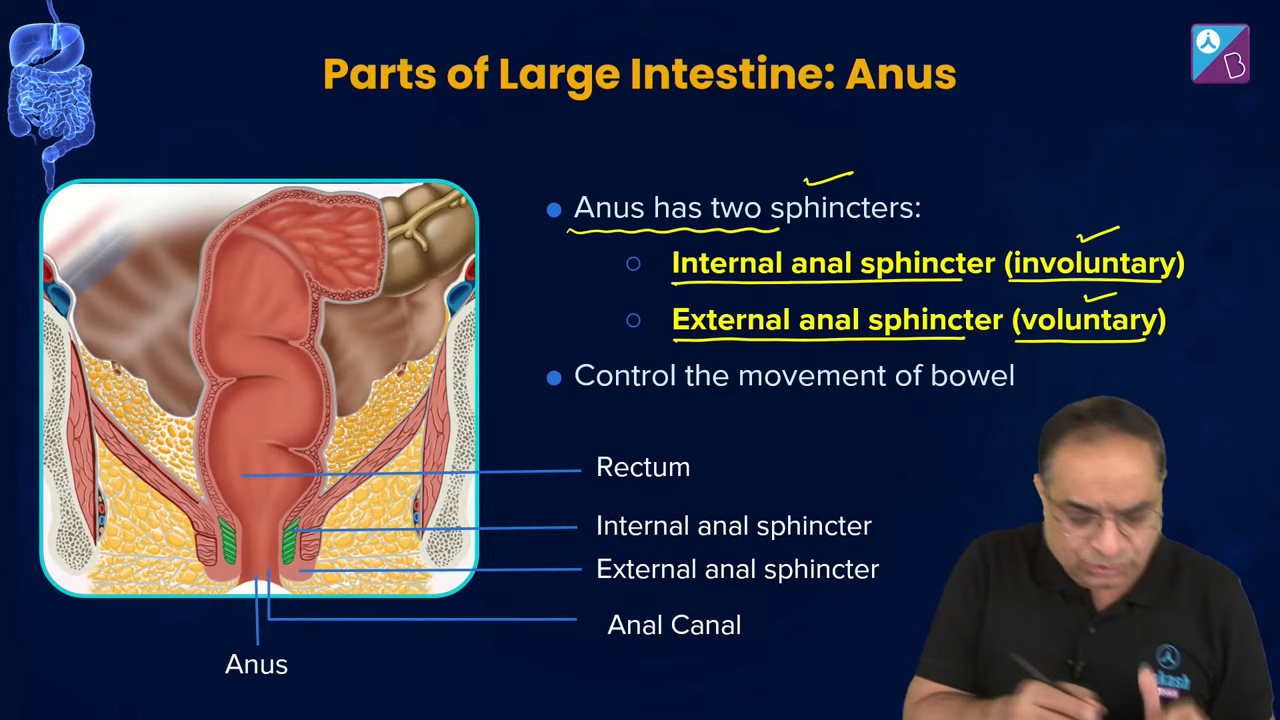 Parts of Large Intestine: Anus
B
Anus has two sphincters:
Internal anal sphincter (involuntary)
External anal sphincter (voluntary)
Control the movement of bowel
Rectum
Internal anal sphincter
External anal sphincter
Anal Canal
Anus